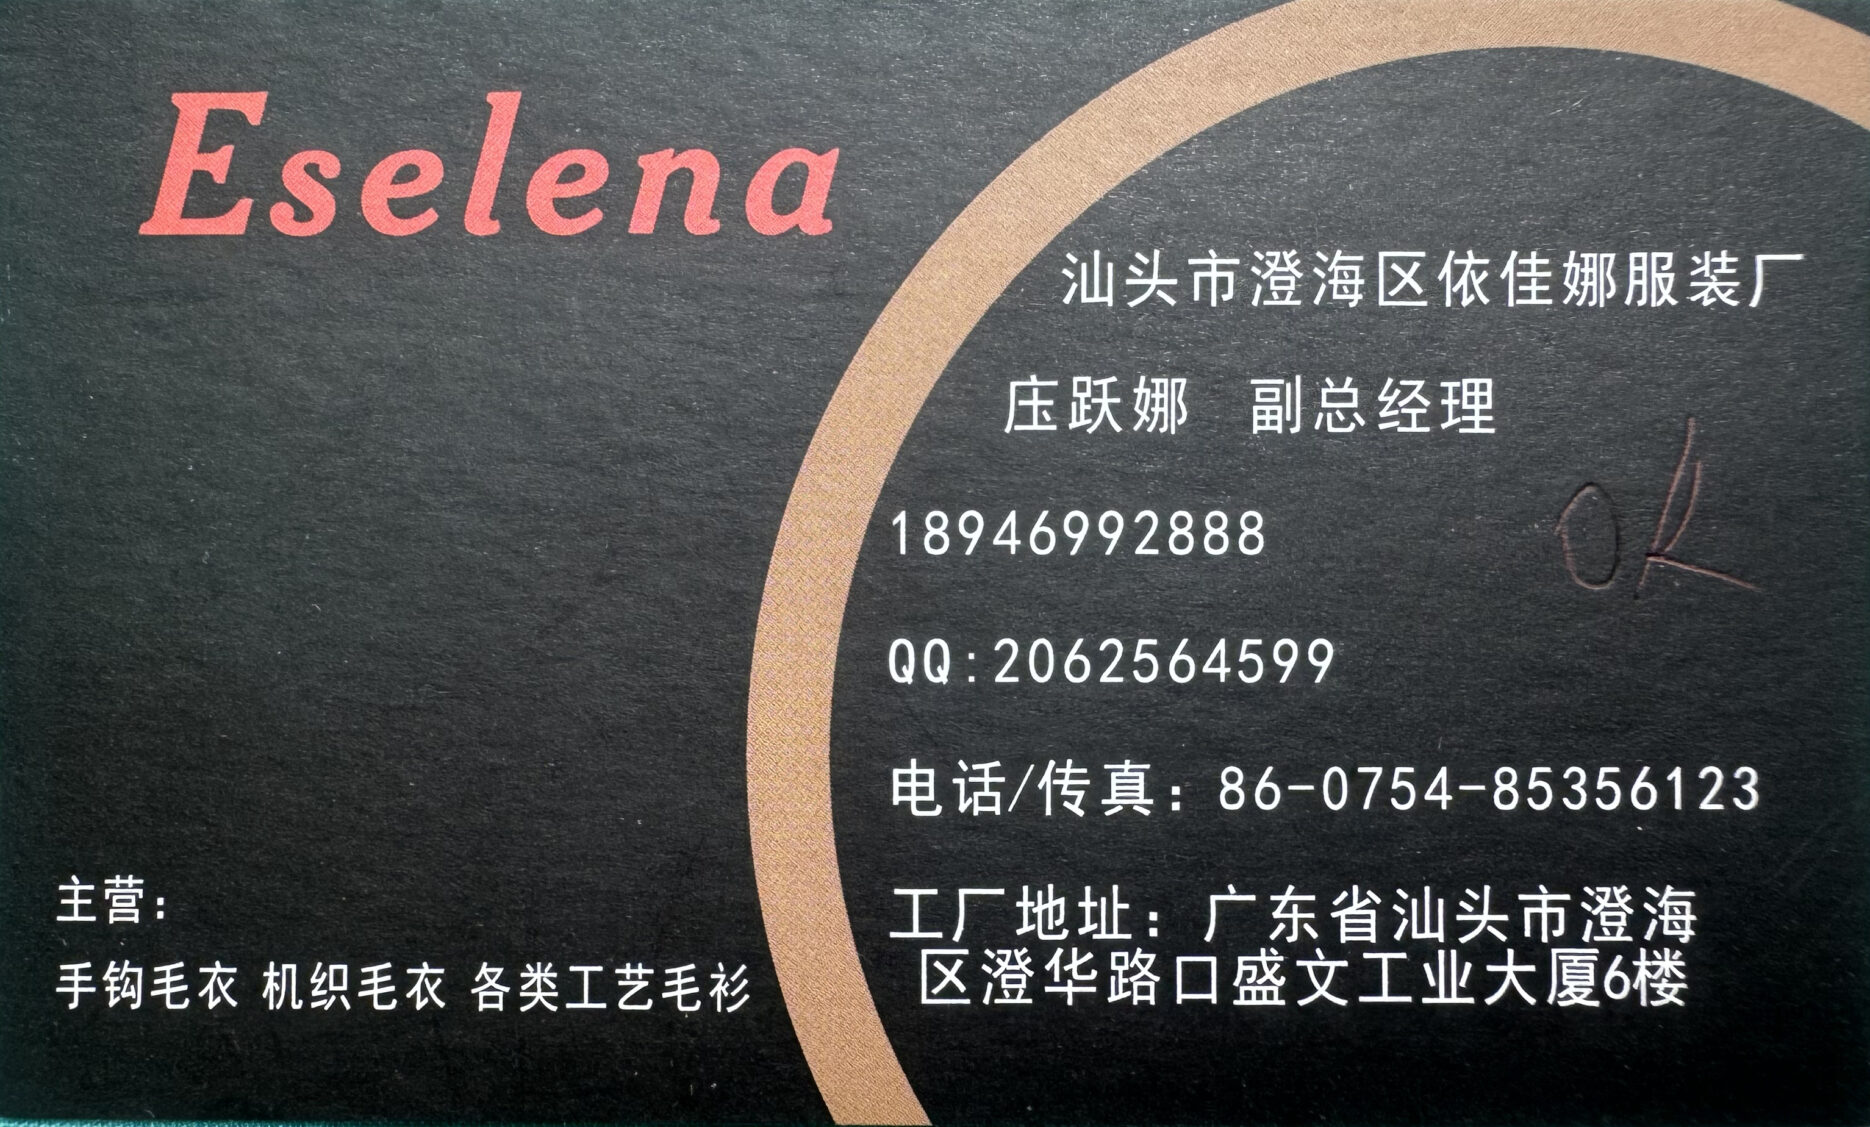 Eselena
汕头市澄海区依佳娜服装厂
庄跃娜 副总经理
18946992888
OK
QQ:2062564599
电话/传真：86-0754-85356123
工厂地址：广东省汕头市澄海
区澄华路口盛文工业大厦6楼
主营：
手钩毛衣 机织毛衣 各类工艺毛衫